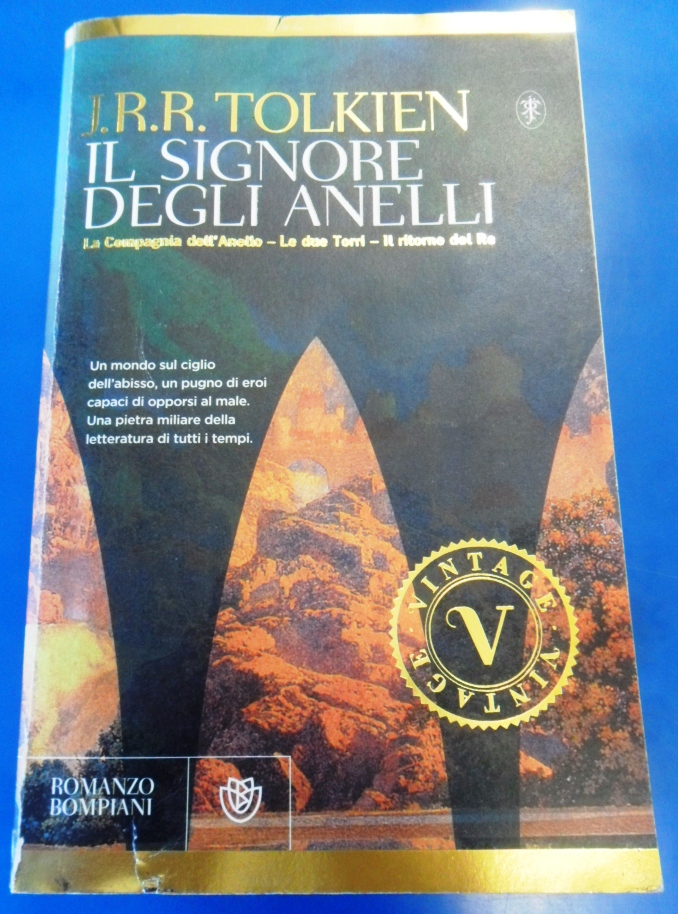 J.R.R. TOLKIEN
IL SIGNORE
DEGLI ANELLI
La Compagnia dell'Anello – Le due Torri – Il ritorno del Re
Un mondo sul ciglio
dell'abisso, un pugno di eroi
capaci di opporsi al male.
Una pietra miliare della
letteratura di tutti i tempi.
VINTAGE · VINTAGE ·
V
ROMANZO
BOMPIANI